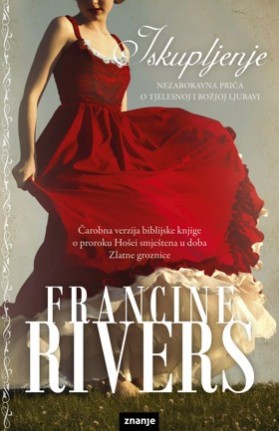 Iskupljenje
NEZABORAVNA PRIČA
O TJELESNOJ I BOŽJOJ LJUBAVI
Čarobna verzija biblijske knjige
o proroku Hošei smještena u doba
Zlatne groznice
FRANCINE
RIVERS
znanje